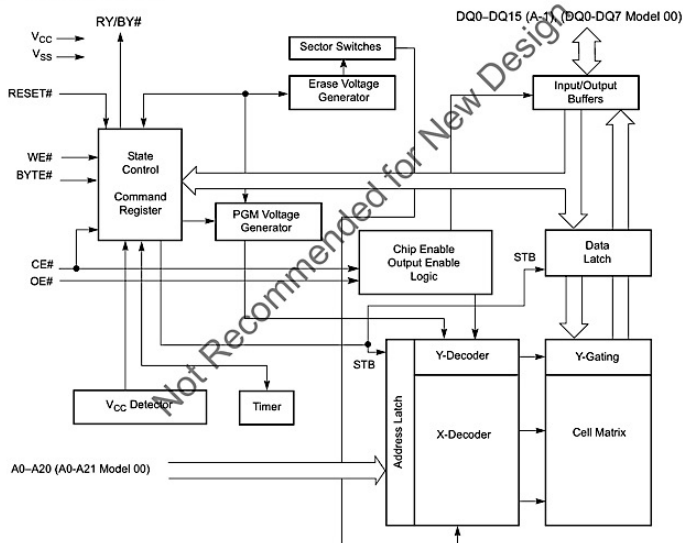 DQ0–DQ15 (A-1), (DQ0-DQ7 Model 00)
RY/BY#
VCC
VSS
Sector Switches
RESET#
Erase Voltage
Generator
Input/Output
Buffers
WE#
BYTE#
State
Control
Command
Register
PGM Voltage
Generator
Chip Enable
Output Enable
Logic
Data
Latch
STB
CE#
OE#
STB
Y-Decoder
Y-Gating
VCC Detector
Timer
Address Latch
X-Decoder
Cell Matrix
A0–A20 (A0-A21 Model 00)
Not Recommended for New Design